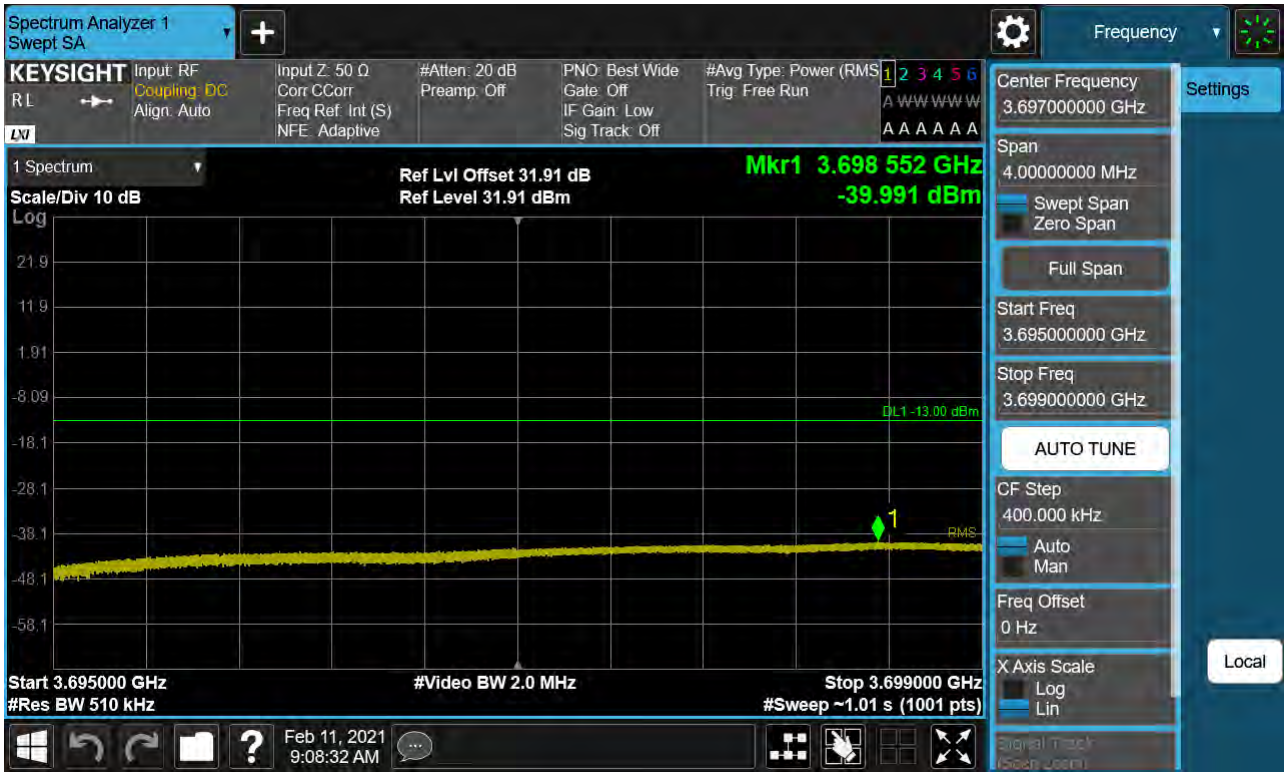 Spectrum Analyzer 1
Swept SA
+
Frequency
KEYSIGHT
RL
LXI
Input: RF
Coupling: DC
Align: Auto
Input Z: 50 Ω
Corr CCorr
Freq Ref: Int (S)
NFE: Adaptive
#Atten: 20 dB
Preamp: Off
PNO: Best Wide
Gate: Off
IF Gain: Low
Sig Track: Off
#Avg Type: Power (RMS
Trig: Free Run
1 2 3 4 5 6
A W W W W W
A A A A A A
1 Spectrum
Scale/Div 10 dB
Log
Ref Lvl Offset 31.91 dB
Ref Level 31.91 dBm
Mkr1 3.698 552 GHz
-39.991 dBm
21.9
11.9
1.91
-8.09
DL1 -13.00 dBm
-18.1
-28.1
1
-38.1
RMS
-48.1
-58.1
Start 3.695000 GHz
#Res BW 510 kHz
#Video BW 2.0 MHz
Stop 3.699000 GHz
#Sweep ~1.01 s (1001 pts)
Center Frequency
3.697000000 GHz
Span
4.00000000 MHz
Swept Span
Zero Span
Full Span
Start Freq
3.695000000 GHz
Stop Freq
3.699000000 GHz
AUTO TUNE
CF Step
400.000 kHz
Auto
Man
Freq Offset
0 Hz
X Axis Scale
Log
Lin
Signal Track
(Span Zoom)
Settings
Local
?
Feb 11, 2021
9:08:32 AM